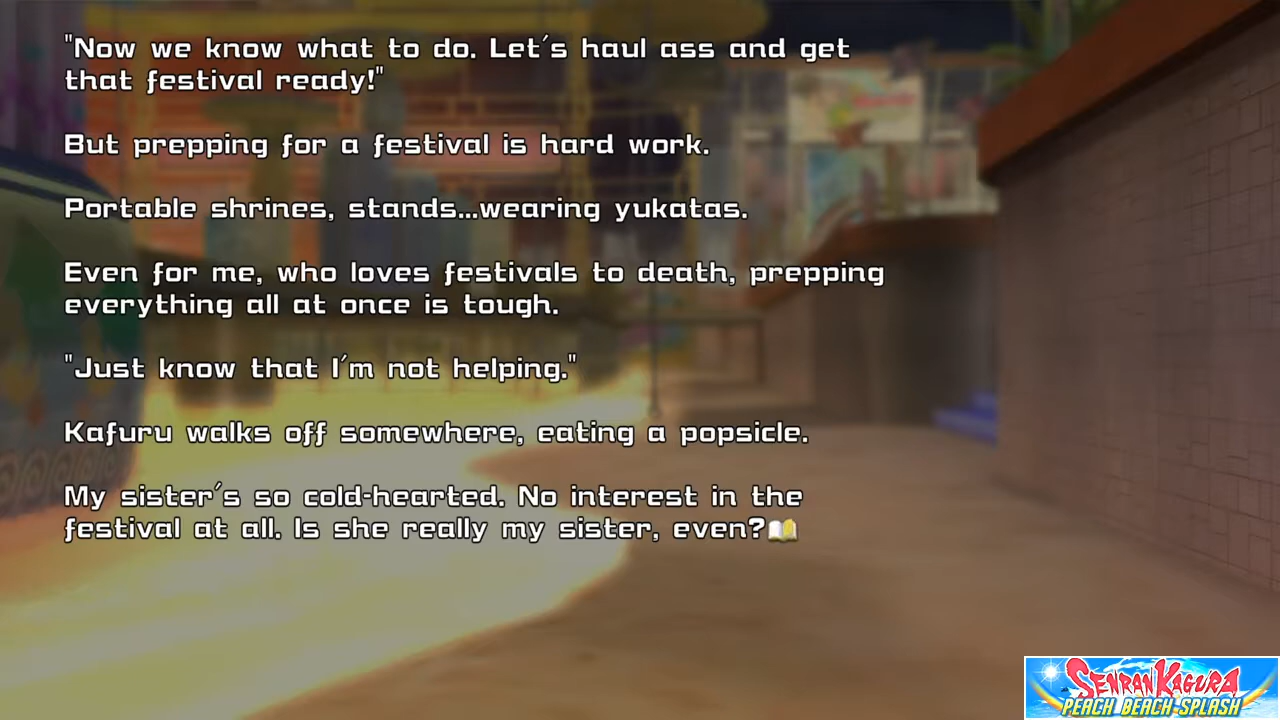 "Now we know what to do. Let's haul ass and get
that festival ready!"
But prepping for a festival is hard work.
Portable shrines, stands...wearing yukatas.
Even for me, who loves festivals to death, prepping
everything all at once is tough.
"Just know that I'm not helping."
Kafuru walks off somewhere, eating a popsicle.
My sister's so cold-hearted. No interest in the
festival at all. Is she really my sister, even?
SENRAN KAGURA
PEACH BEACH SPLASH